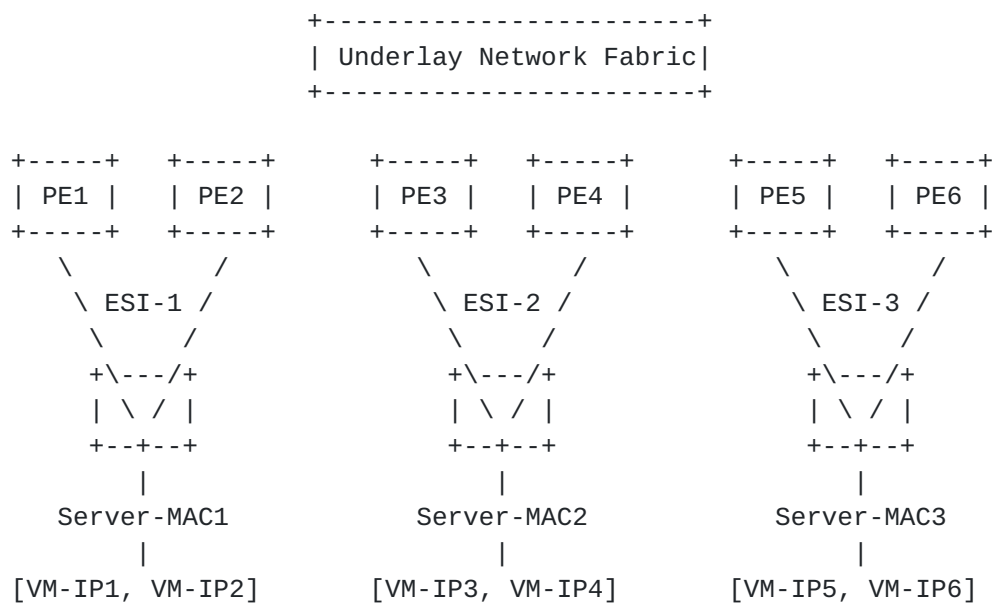 Underlay Network Fabric
PE1 PE2 PE3 PE4 PE5 PE6
ESI-1 ESI-2 ESI-3
Server-MAC1 Server-MAC2 Server-MAC3
[VM-IP1, VM-IP2] [VM-IP3, VM-IP4] [VM-IP5, VM-IP6]